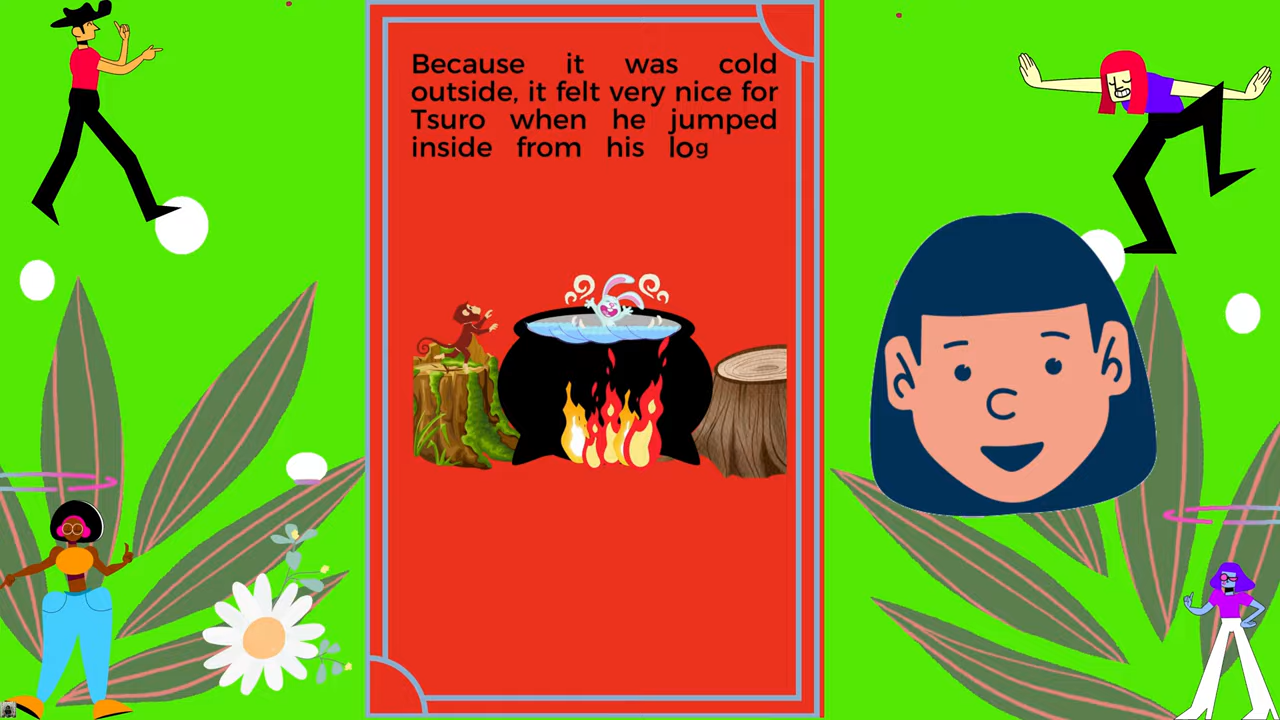 Because it was cold
outside, it felt very nice for
Tsuro when he jumped
inside from his log